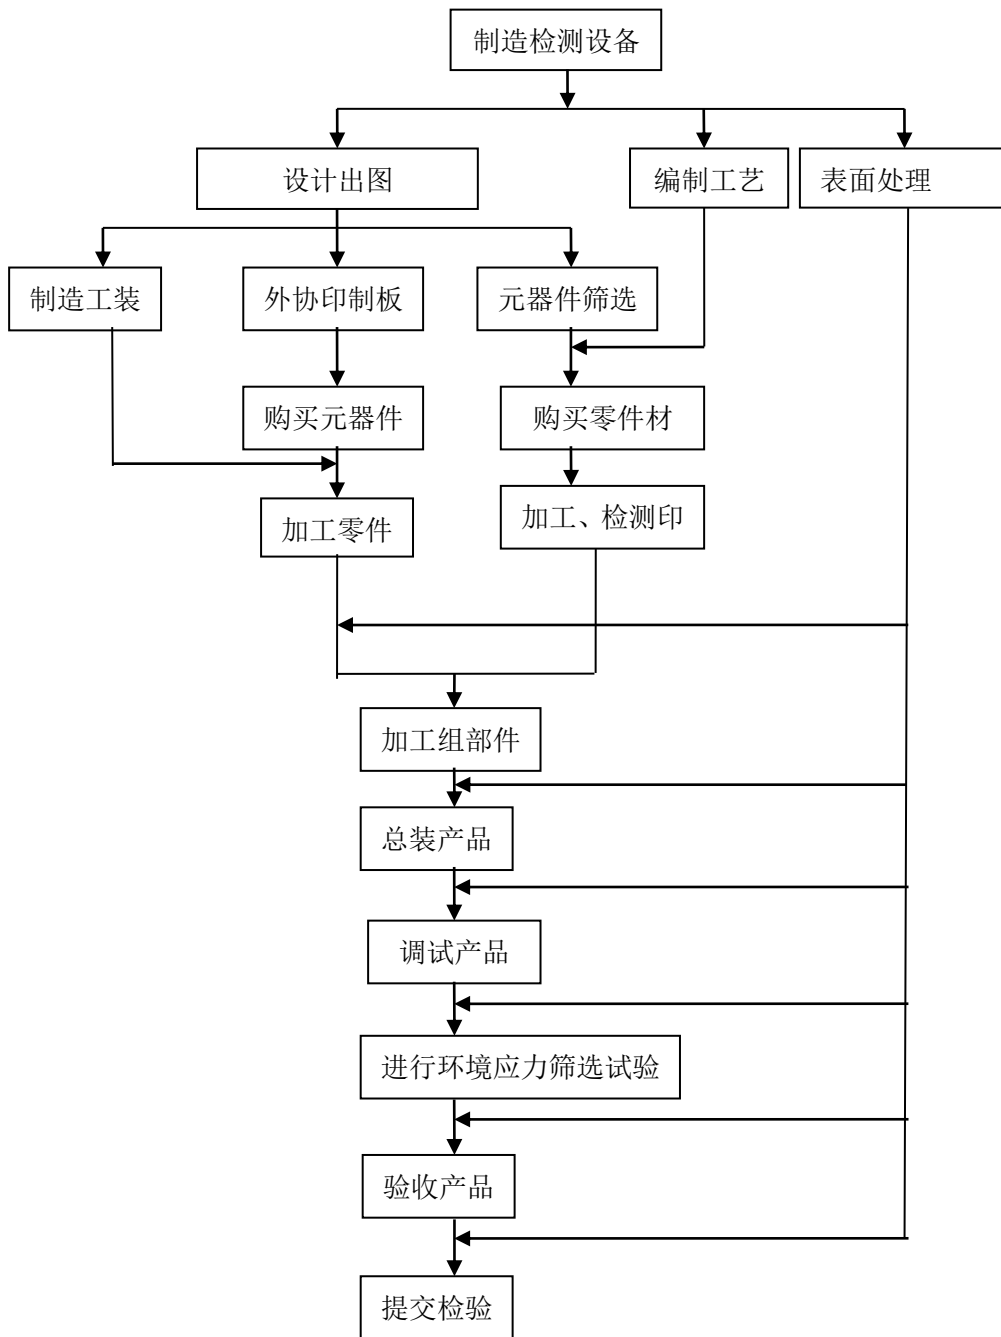 制造检测设备
设计出图
编制工艺
表面处理
制造工装
外协印制板
元器件筛选
购买元器件
购买零件材
加工零件
加工、检测印
加工组部件
总装产品
调试产品
进行环境应力筛选试验
验收产品
提交检验